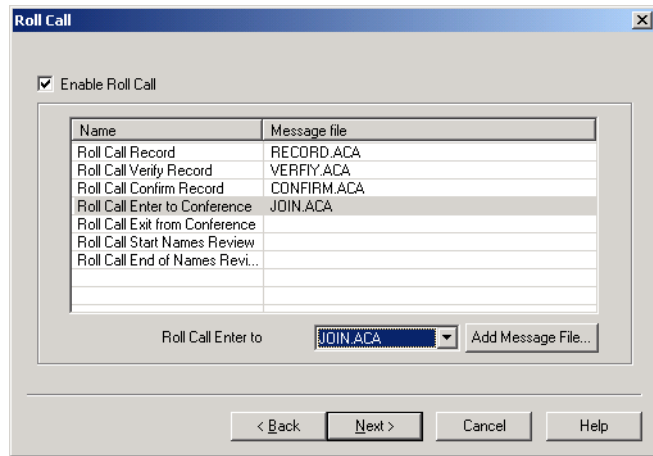 Roll Call
Enable Roll Call
Name Message file
Roll Call Record RECORD.ACA
Roll Call Verify Record VERFIY.ACA
Roll Call Confirm Record CONFIRM.ACA
Roll Call Enter to Conference JOIN.ACA
Roll Call Exit from Conference
Roll Call Start Names Review
Roll Call End of Names Revi...
Roll Call Enter to JOIN.ACA Add Message File...
< Back Next > Cancel Help